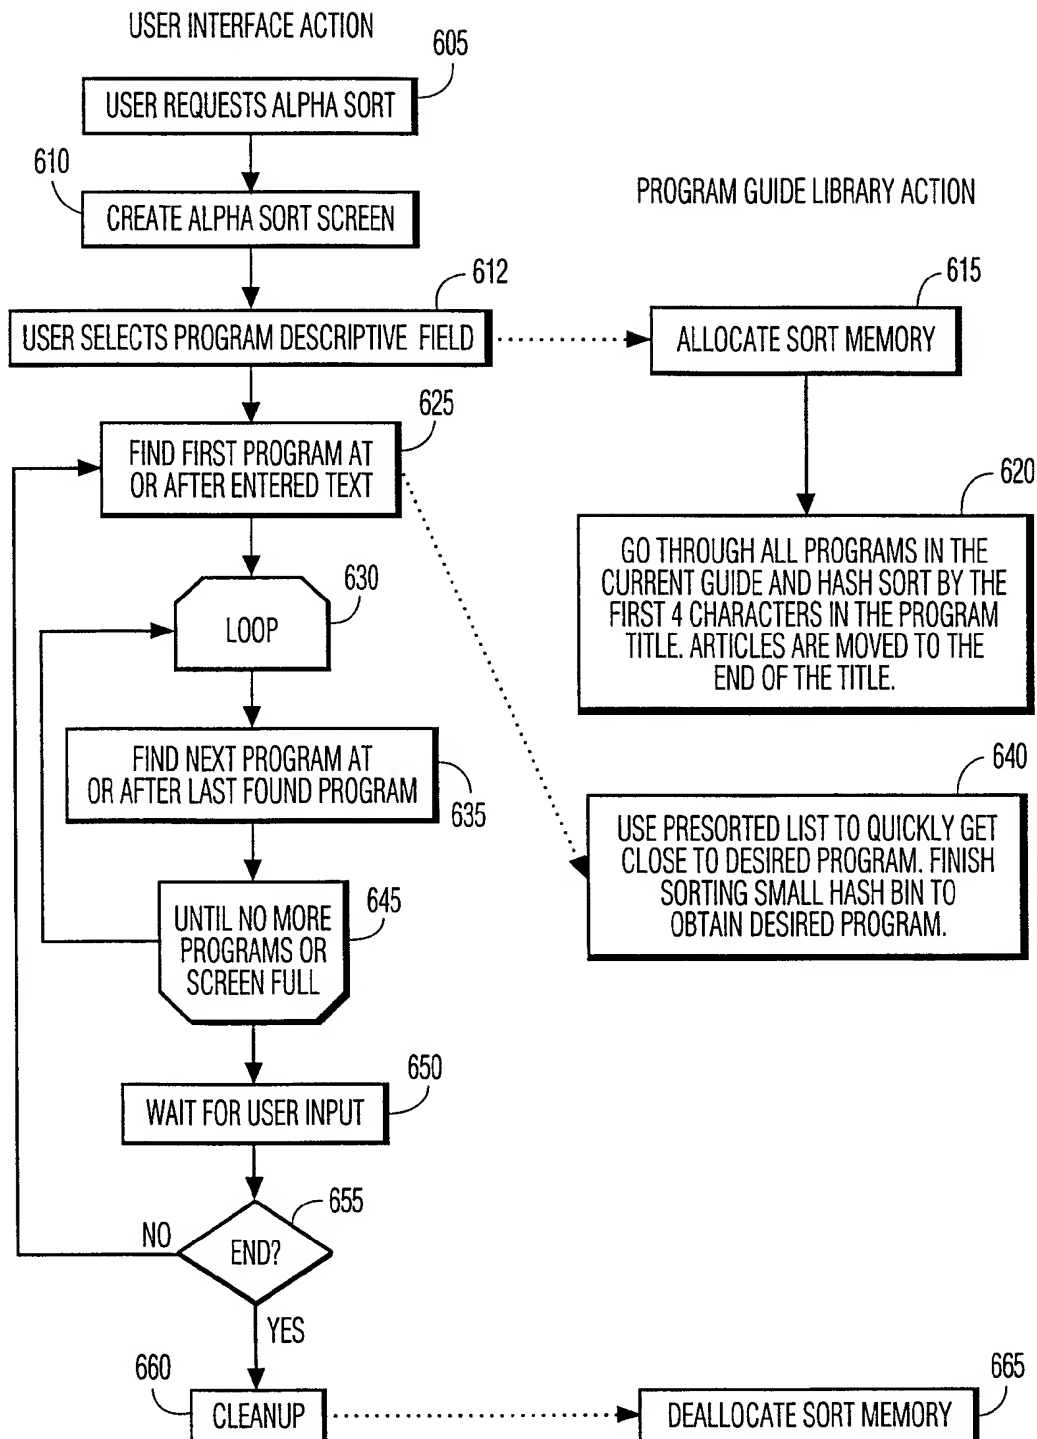 USER INTERFACE ACTION
605
USER REQUESTS ALPHA SORT
610
CREATE ALPHA SORT SCREEN
PROGRAM GUIDE LIBRARY ACTION
612
USER SELECTS PROGRAM DESCRIPTIVE FIELD
615
ALLOCATE SORT MEMORY
625
FIND FIRST PROGRAM AT
OR AFTER ENTERED TEXT
620
GO THROUGH ALL PROGRAMS IN THE
CURRENT GUIDE AND HASH SORT BY THE
FIRST 4 CHARACTERS IN THE PROGRAM
TITLE. ARTICLES ARE MOVED TO THE
END OF THE TITLE.
630
LOOP
FIND NEXT PROGRAM AT
OR AFTER LAST FOUND PROGRAM
635
640
USE PRESORTED LIST TO QUICKLY GET
CLOSE TO DESIRED PROGRAM. FINISH
SORTING SMALL HASH BIN TO
OBTAIN DESIRED PROGRAM.
645
UNTIL NO MORE
PROGRAMS OR
SCREEN FULL
650
WAIT FOR USER INPUT
655
END?
NO
YES
660
CLEANUP
665
DEALLOCATE SORT MEMORY